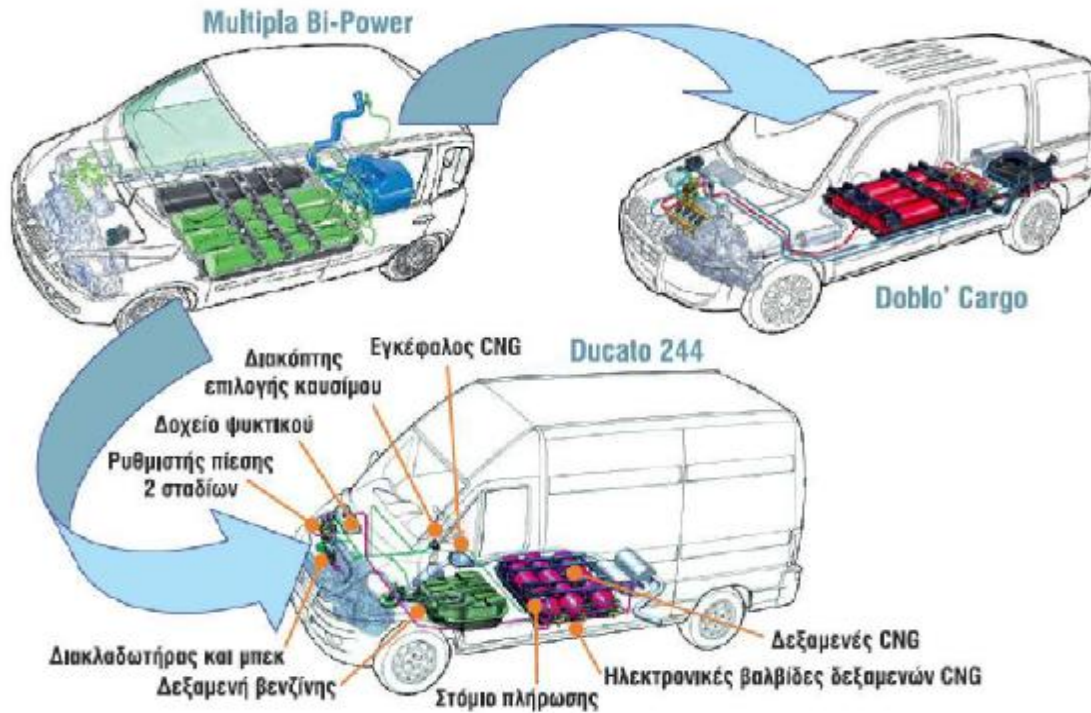 Multipla Bi-Power
Doblo' Cargo
Ducato 244
Εγκέφαλος CNG
Διακόπτης
επιλογής καυσίμου
Δοχείο ψυκτικού
Ρυθμιστής πίεσης
2 σταδίων
Διακλαδωτήρας και μπεκ
Δεξαμενή βενζίνης
Στόμιο πλήρωσης
Ηλεκτρονικές βαλβίδες δεξαμενών CNG
Δεξαμενές CNG